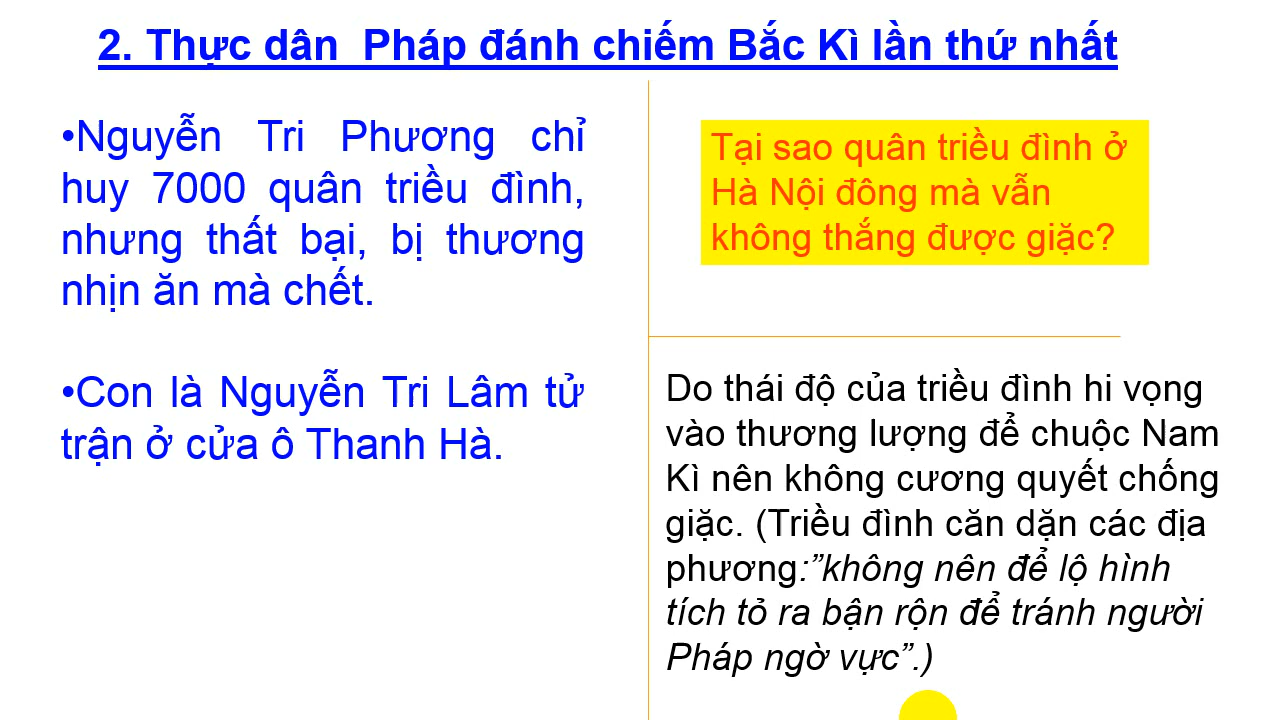 2. Thực dân  Pháp đánh chiếm Bắc Kì lần thứ nhất
•Nguyễn Tri Phương chỉ
huy 7000 quân triều đình,
nhưng thất bại, bị thương
nhịn ăn mà chết.
•Con là Nguyễn Tri Lâm tử
trận ở cửa ô Thanh Hà.
Tại sao quân triều đình ở
Hà Nội đông mà vẫn
không thắng được giặc?
Do thái độ của triều đình hi vọng
vào thương lượng để chuộc Nam
Kì nên không cương quyết chống
giặc. (Triều đình căn dặn các địa
phương:”không nên để lộ hình
tích tỏ ra bận rộn để tránh người
Pháp ngờ vực”.)